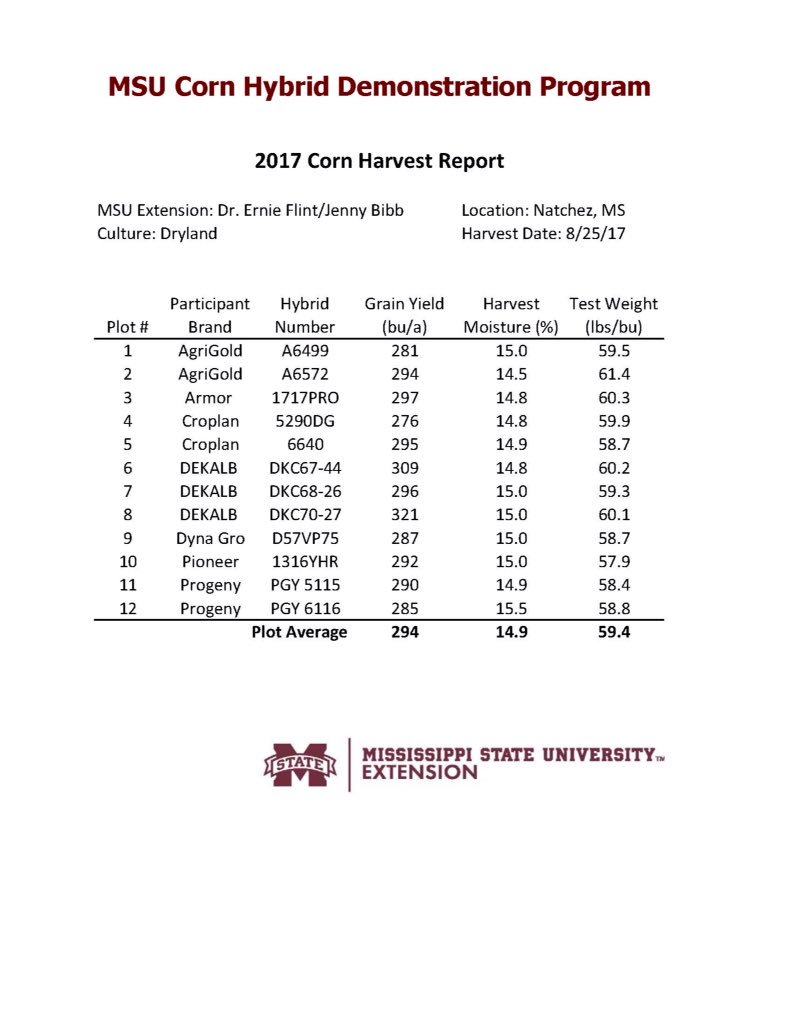 MSU Corn Hybrid Demonstration Program
2017 Corn Harvest Report
MSU Extension: Dr. Ernie Flint/Jenny Bibb Location: Natchez, MS
Culture: Dryland Harvest Date: 8/25/17
Participant Hybrid Grain Yield Harvest Test Weight
Plot # Brand Number (bu/a) Moisture (%) (lbs/bu)
1 AgriGold A6499 281 15.0 59.5
2 AgriGold A6572 294 14.5 61.4
3 Armor 1717PRO 297 14.8 60.3
4 Croplan 5290DG 276 14.8 59.9
5 Croplan 6640 295 14.9 58.7
6 DEKALB DKC67-44 309 14.8 60.2
7 DEKALB DKC68-26 296 15.0 59.3
8 DEKALB DKC70-27 321 15.0 60.1
9 Dyna Gro D57VP75 287 15.0 58.7
10 Pioneer 1316YHR 292 15.0 57.9
11 Progeny PGY 5115 290 14.9 58.4
12 Progeny PGY 6116 285 15.5 58.8
Plot Average 294 14.9 59.4
STATE
MISSISSIPPI STATE UNIVERSITY™
EXTENSION